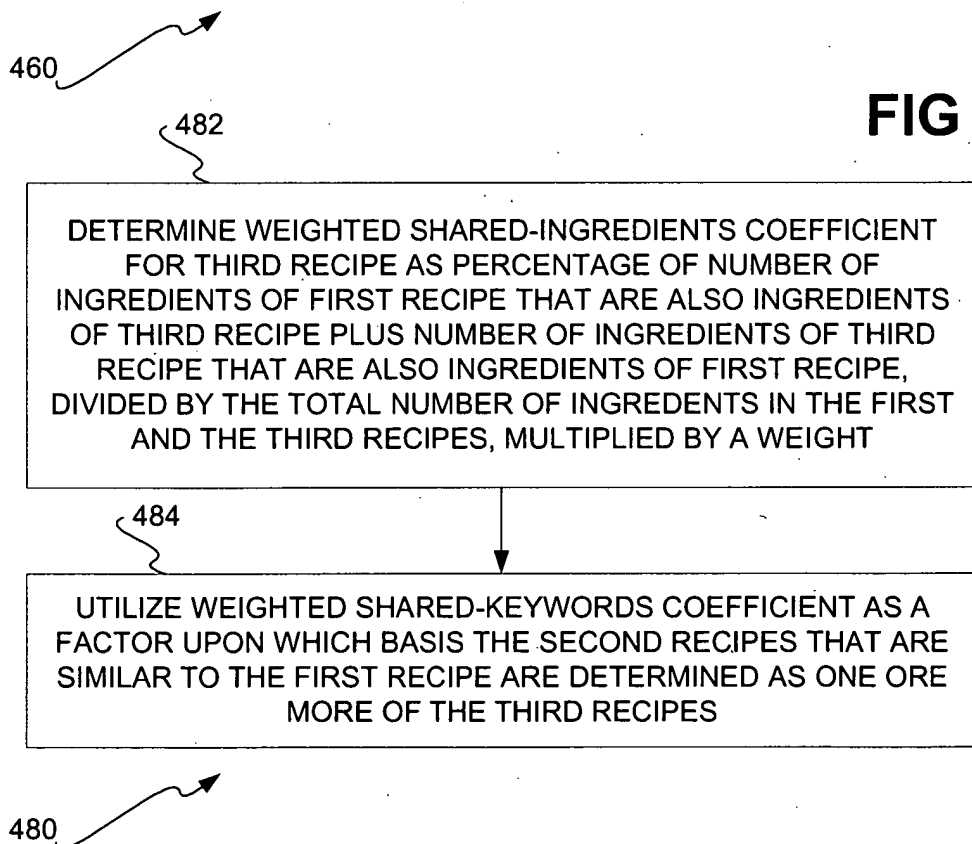 460
FIG
482
DETERMINE WEIGHTED SHARED-INGREDIENTS COEFFICIENT
FOR THIRD RECIPE AS PERCENTAGE OF NUMBER OF
INGREDIENTS OF FIRST RECIPE THAT ARE ALSO INGREDIENTS
OF THIRD RECIPE PLUS NUMBER OF INGREDIENTS OF THIRD
RECIPE THAT ARE ALSO INGREDIENTS OF FIRST RECIPE,
DIVIDED BY THE TOTAL NUMBER OF INGREDENTS IN THE FIRST
AND THE THIRD RECIPES, MULTIPLIED BY A WEIGHT
484
UTILIZE WEIGHTED SHARED-KEYWORDS COEFFICIENT AS A
FACTOR UPON WHICH BASIS THE SECOND RECIPES THAT ARE
SIMILAR TO THE FIRST RECIPE ARE DETERMINED AS ONE ORE
MORE OF THE THIRD RECIPES
480